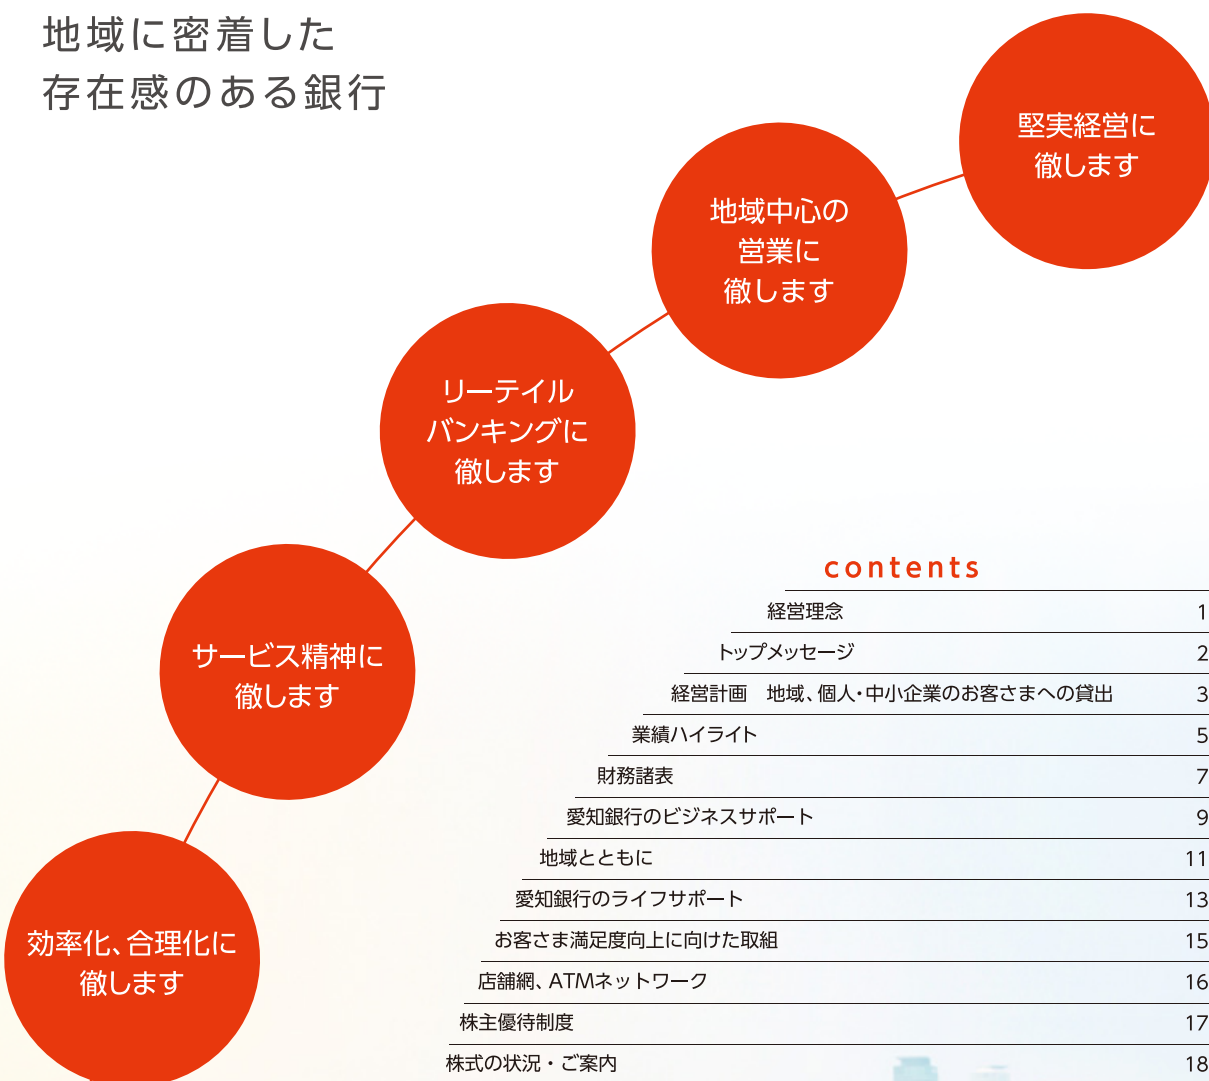 地域に密着した
存在感のある銀行
堅実経営に
徹します
地域中心の
営業に
徹します
リーテイル
バンキングに
徹します
サービス精神に
徹します
効率化、合理化に
徹します
contents
経営理念 1
トップメッセージ 2
経営計画　地域、個人・中小企業のお客さまへの貸出 3
業績ハイライト 5
財務諸表 7
愛知銀行のビジネスサポート 9
地域とともに 11
愛知銀行のライフサポート 13
お客さま満足度向上に向けた取組 15
店舗網、ATMネットワーク 16
株主優待制度 17
株式の状況・ご案内 18